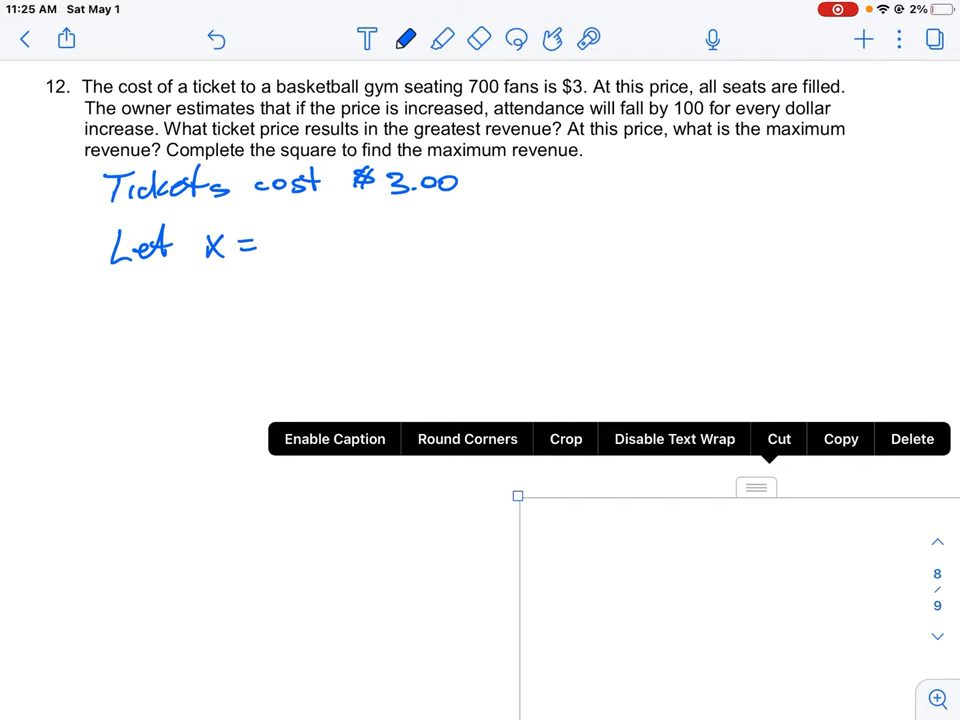 11:25 AM Sat May 1
2%
12. The cost of a ticket to a basketball gym seating 700 fans is $3. At this price, all seats are filled.
The owner estimates that if the price is increased, attendance will fall by 100 for every dollar
increase. What ticket price results in the greatest revenue? At this price, what is the maximum
revenue? Complete the square to find the maximum revenue.
Tickets cost $3.00
Let x =
Enable Caption Round Corners Crop Disable Text Wrap Cut Copy Delete
8
/
9